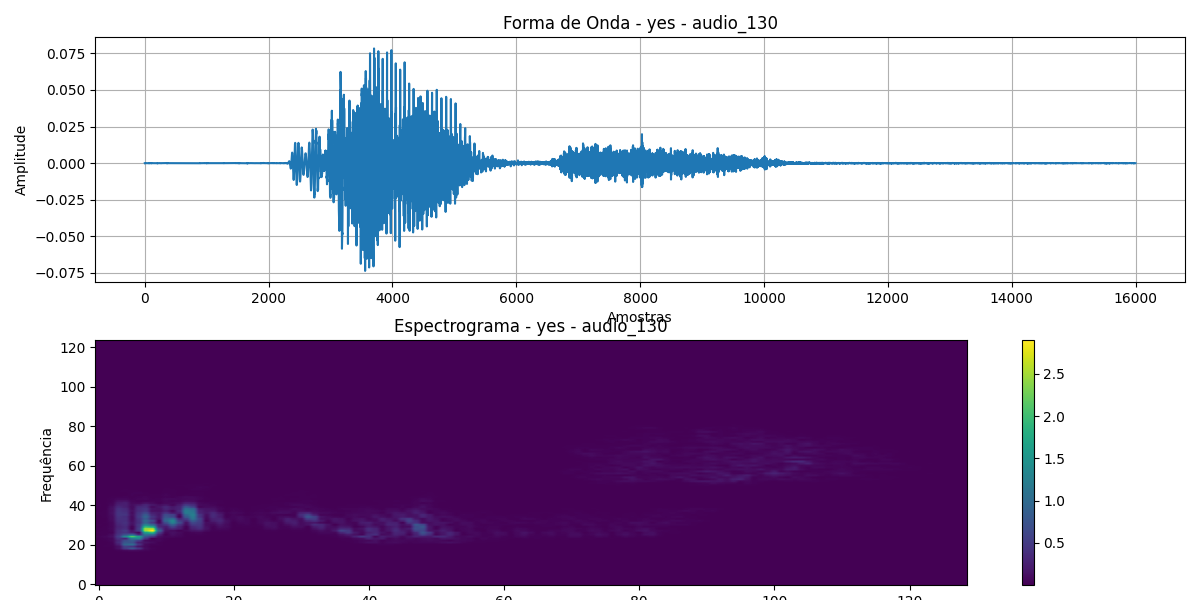 Forma de Onda - yes - audio_130
Amplitude
0.075
0.050
0.025
0.000
−0.025
−0.050
−0.075
0 2000 4000 6000 8000 10000 12000 14000 16000
Amostras
Espectrograma - yes - audio_130
Frequência
120
100
80
60
40
20
0
0 20 40 60 80 100 120
2.5
2.0
1.5
1.0
0.5